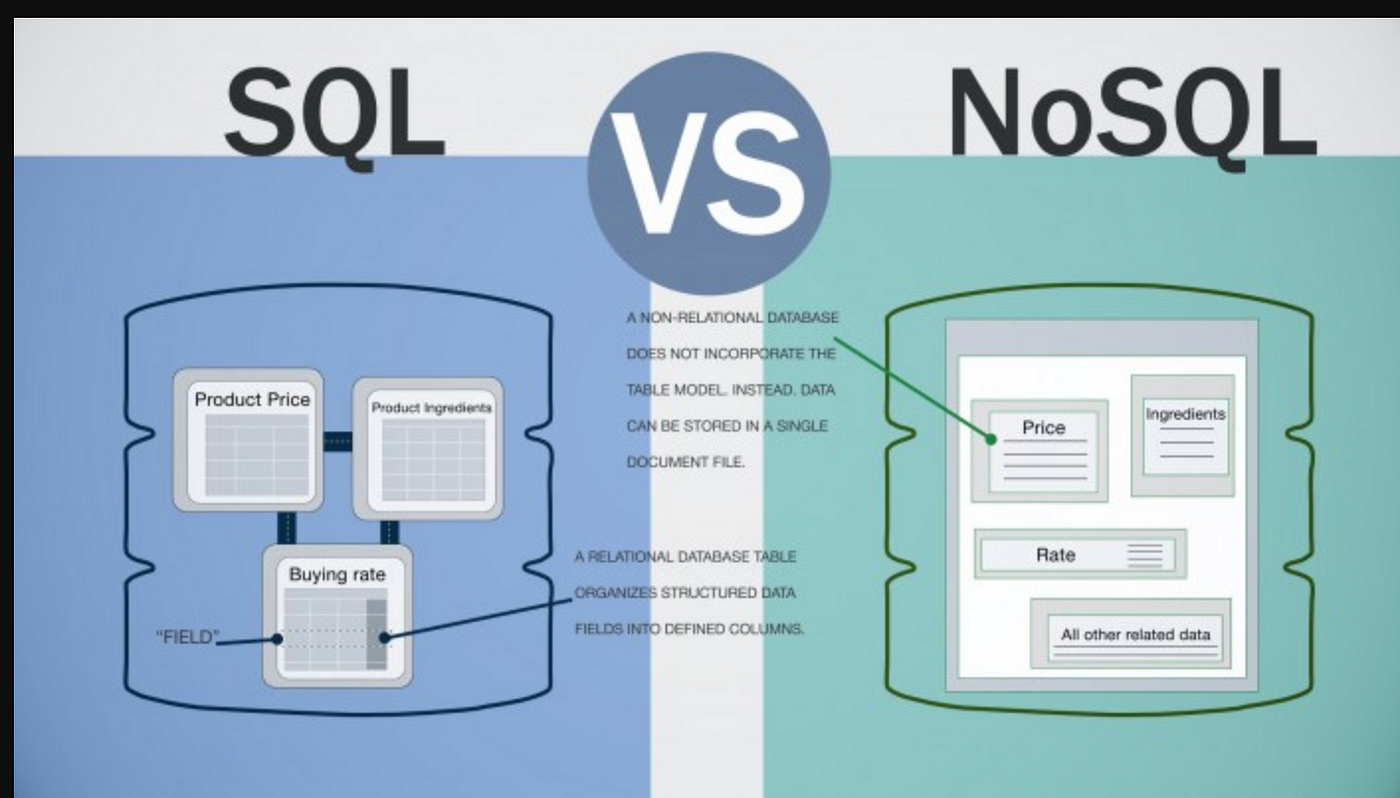 SQL
VS
NoSQL
A NON-RELATIONAL DATABASE
DOES NOT INCORPORATE THE
TABLE MODEL. INSTEAD. DATA
CAN BE STORED IN A SINGLE
DOCUMENT FILE.
Product Price
Product Ingredients
Buying rate
"FIELD"
A RELATIONAL DATABASE TABLE
ORGANIZES STRUCTURED DATA
FIELDS INTO DEFINED COLUMNS.
Price
Ingredients
Rate
All other related data